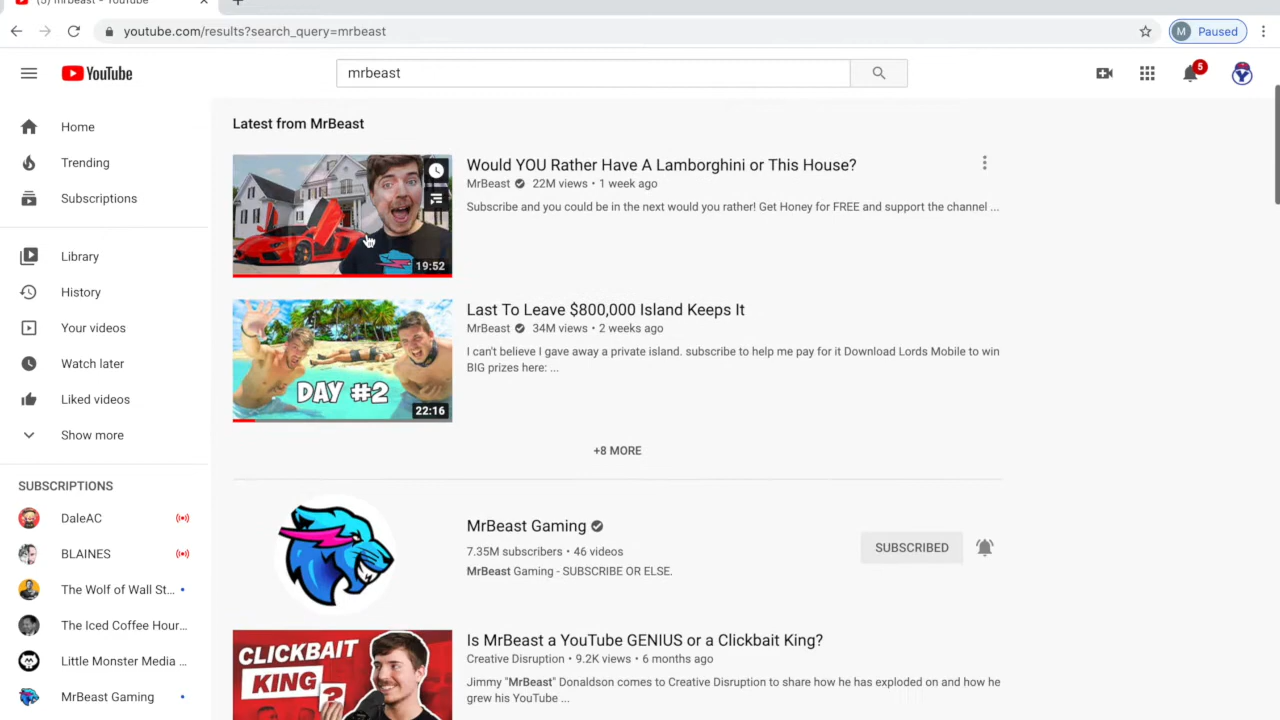 (5) mrbeast - YouTube
youtube.com/results?search_query=mrbeast
M Paused
YouTube
mrbeast
5
Home
Trending
Subscriptions
Library
History
Your videos
Watch later
Liked videos
Show more
SUBSCRIPTIONS
DaleAC
BLAINES
The Wolf of Wall St...
The Iced Coffee Hour...
Little Monster Media ...
MrBeast Gaming
Latest from MrBeast
19:52
Would YOU Rather Have A Lamborghini or This House?
MrBeast 22M views • 1 week ago
Subscribe and you could be in the next would you rather! Get Honey for FREE and support the channel ...
DAY #2
22:16
Last To Leave $800,000 Island Keeps It
MrBeast 34M views • 2 weeks ago
I can't believe I gave away a private island. subscribe to help me pay for it Download Lords Mobile to win
BIG prizes here: ...
+8 MORE
MrBeast Gaming
7.35M subscribers • 46 videos
MrBeast Gaming - SUBSCRIBE OR ELSE.
SUBSCRIBED
CLICKBAIT
KING
?
Is MrBeast a YouTube GENIUS or a Clickbait King?
Creative Disruption • 9.2K views • 6 months ago
Jimmy "MrBeast" Donaldson comes to Creative Disruption to share how he has exploded on and how he
grew his YouTube ...